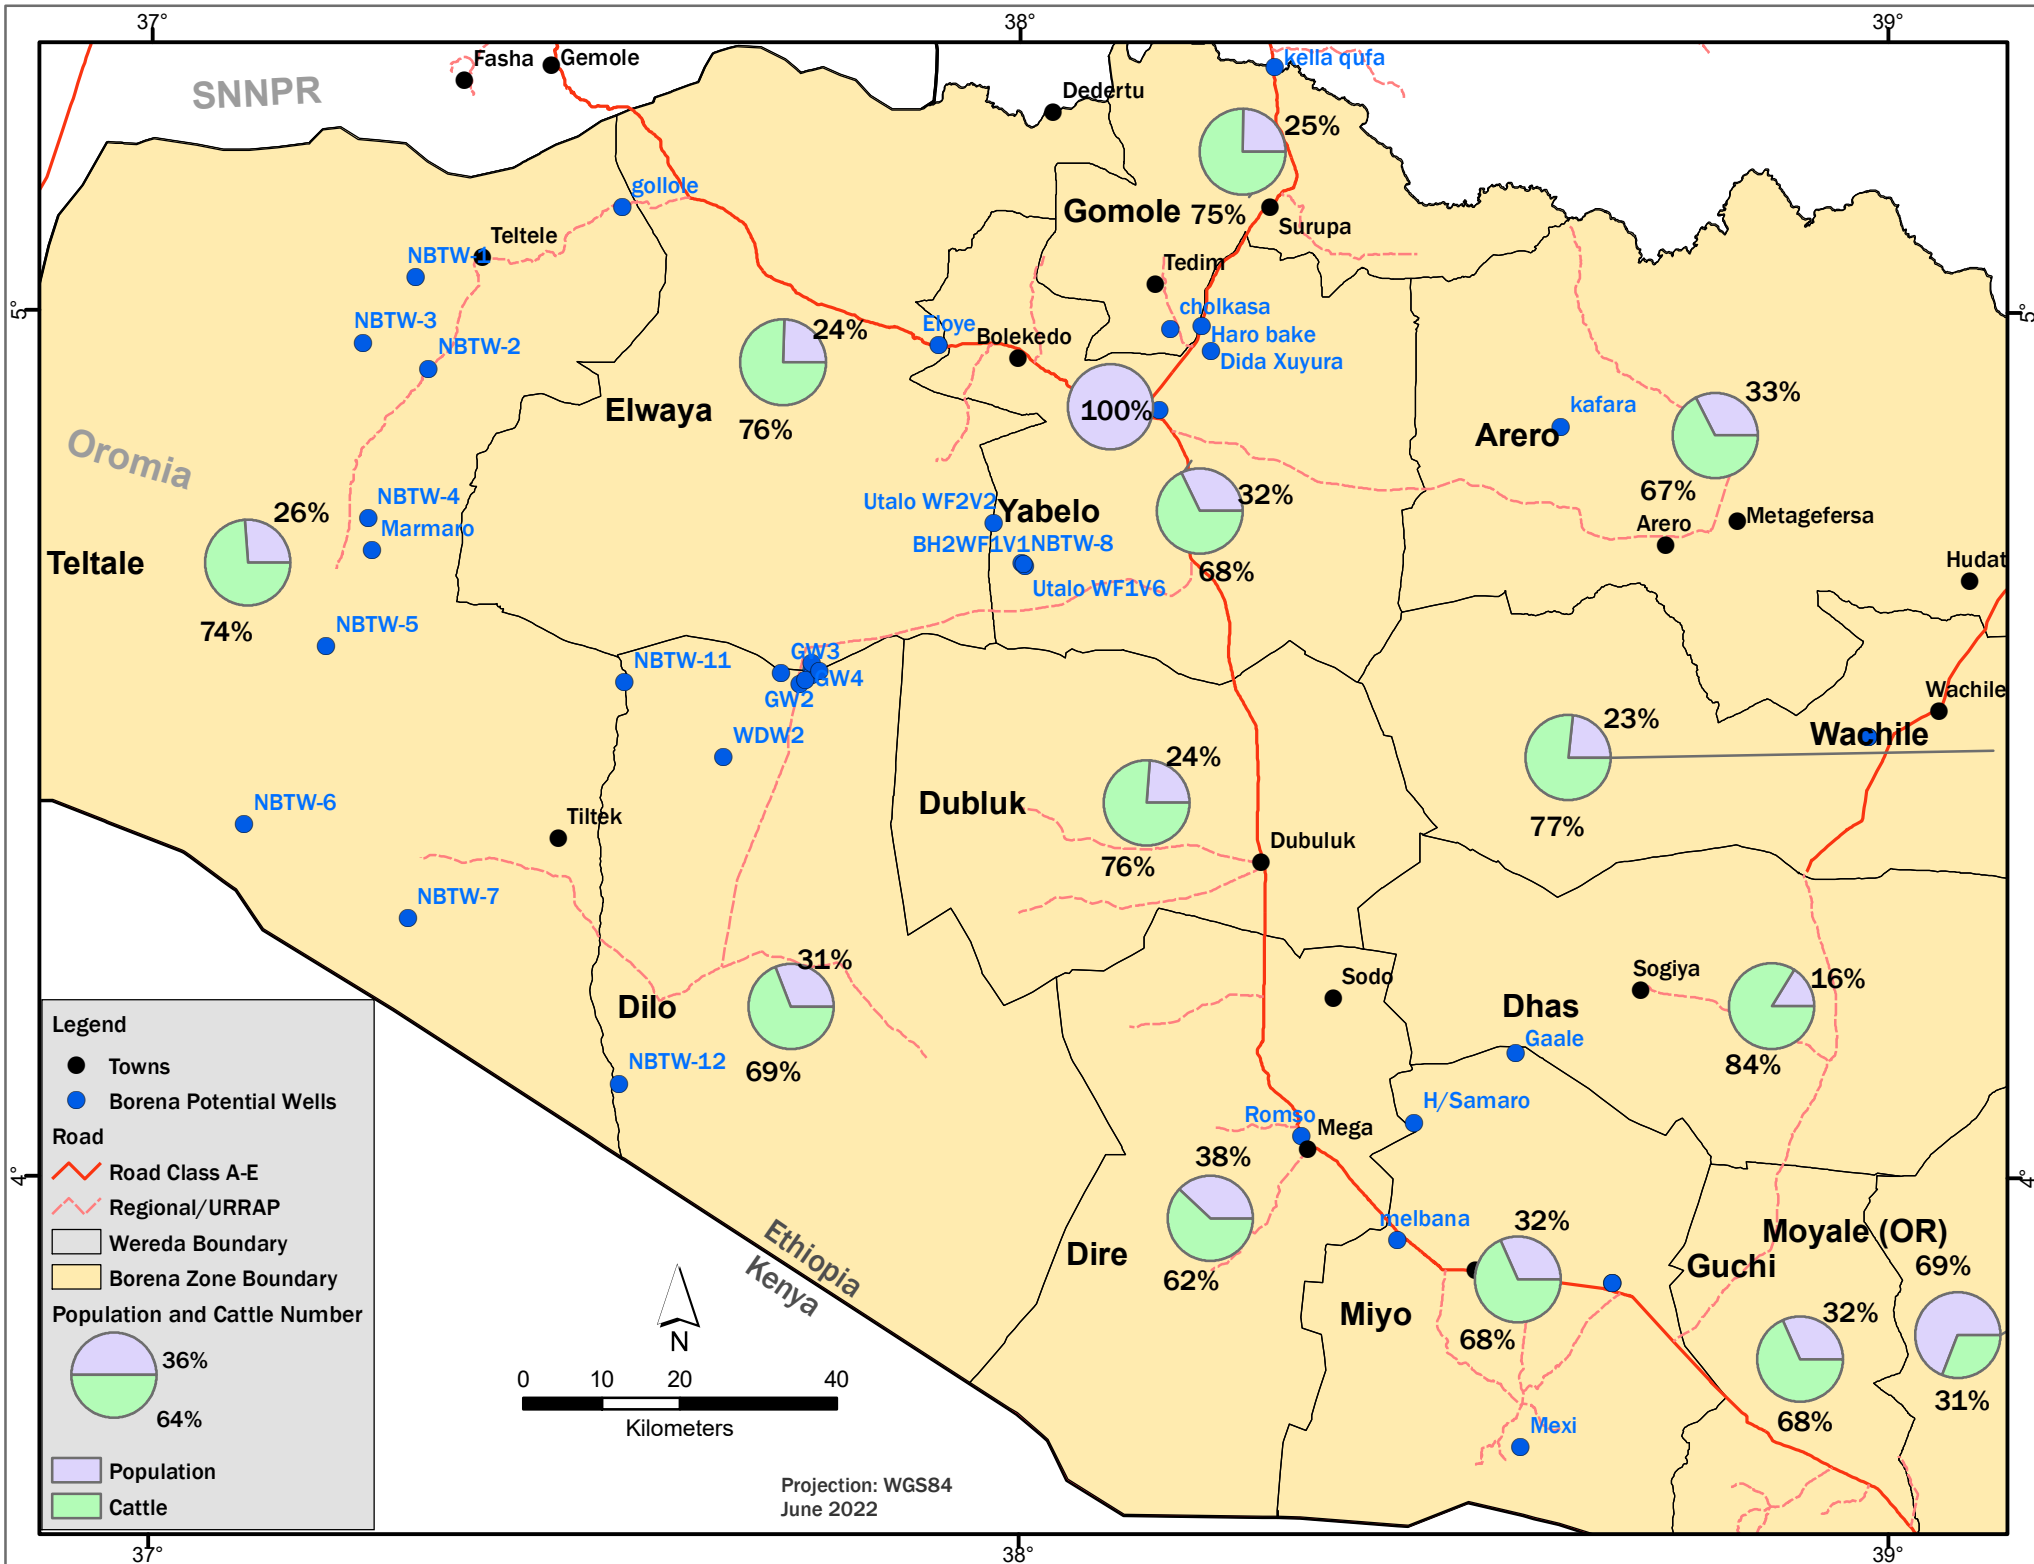 37°
38°
39°
Fasha
Gemole
kella qufa
SNNPR
Dedertu
25%
gollole
Gomole
75%
Surupa
Teltele
NBTW-1
Tedim
5°
5°
NBTW-3
cholkasa
24%
Eloye
Bolekedo
Haro bake
NBTW-2
Dida Xuyura
33%
Elwaya
100%
kafara
76%
Arero
Oromia
67%
NBTW-4
Utalo WF2V2
Yabelo
32%
26%
Marmaro
Arero
Metagefersa
BH2WF1V1
NBTW-8
Hudat
Teltale
68%
Utalo WF1V6
74%
NBTW-5
NBTW-11
GW3
GW4
GW2
Wachile
23%
WDW2
Wachile
24%
NBTW-6
Dubluk
Tiltek
77%
76%
Dubuluk
NBTW-7
31%
Sodo
Sogiya
16%
Dilo
Dhas
Gaale
NBTW-12
69%
84%
H/Samaro
Romso
Mega
38%
4°
4°
melbana
32%
Moyale (OR)
Dire
Guchi
69%
62%
Miyo
32%
68%
31%
68%
Mexi
Ethiopia
Kenya
Legend
Towns
Borena Potential Wells
Road
Road Class A-E
Regional/URRAP
Wereda Boundary
Borena Zone Boundary
Population and Cattle Number
36%
64%
Population
Cattle
N
0 10 20 40
Kilometers
Projection: WGS84
June 2022
37°
38°
39°